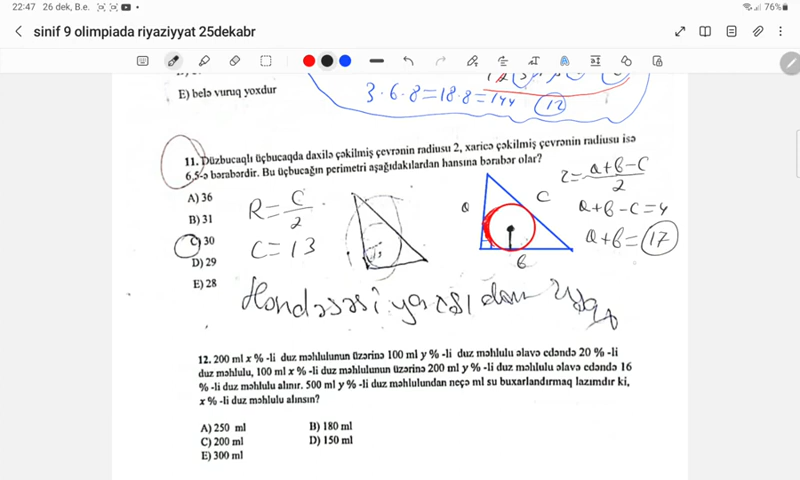 22:47 26 dek, B.e.
76%
sinif 9 olimpiada riyaziyyat 25dekabr
E) belə vuruq yoxdur
3·6·8=18·8=144 12
11. Düzbucaqlı üçbucaqda daxilə çəkilmiş çevrənin radiusu 2, xaricə çəkilmiş çevrənin radiusu isə
6,5-ə bərabərdir. Bu üçbucağın perimetri aşağıdakılardan hansına bərabər olar?
A) 36
B) 31
C) 30
D) 29
E) 28
R=C/2
C=13
a
C
b
r=a+b-c/2
a+b-c=4
a+b=17
12. 200 ml x % -li duz məhlulunun üzərinə 100 ml y % -li duz məhlulu əlavə edəndə 20 % -li
duz məhlulu, 100 ml x % -li duz məhlulunun üzərinə 200 ml y % -li duz məhlulu əlavə edəndə 16
% -li duz məhlulu alınır. 500 ml y % -li duz məhlulundan neçə ml su buxarlandırmaq lazımdır ki,
x % -li duz məhlulu alınsın?
A) 250 ml B) 180 ml
C) 200 ml D) 150 ml
E) 300 ml